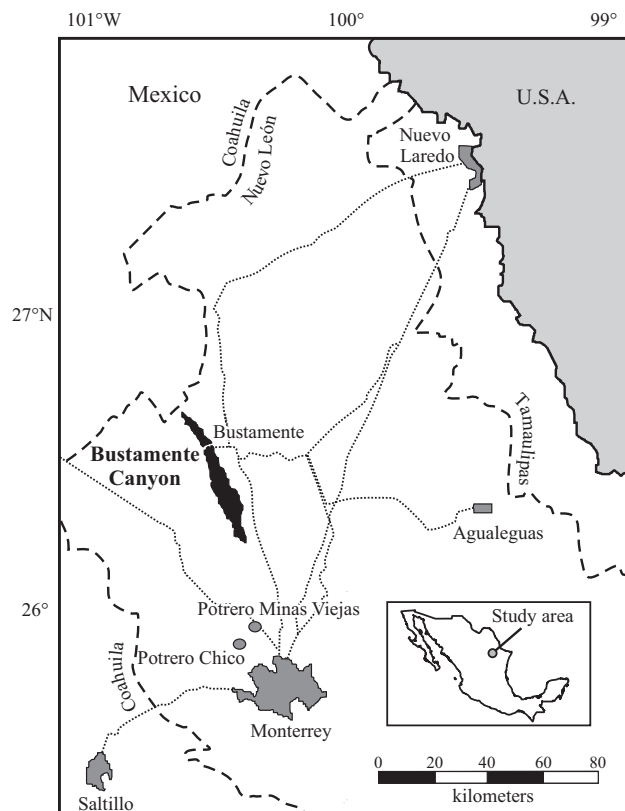 101°W 100° 99°
Mexico
U.S.A.
Coahuila
Nuevo León
Nuevo
Laredo
27°N
Tamaulipas
Bustamente
Bustamente
Canyon
Agualeguas
26°
Potrero Minas Viejas
Study area
Potrero Chico
Coahuila
Monterrey
Saltillo
0 20 40 60 80
kilometers